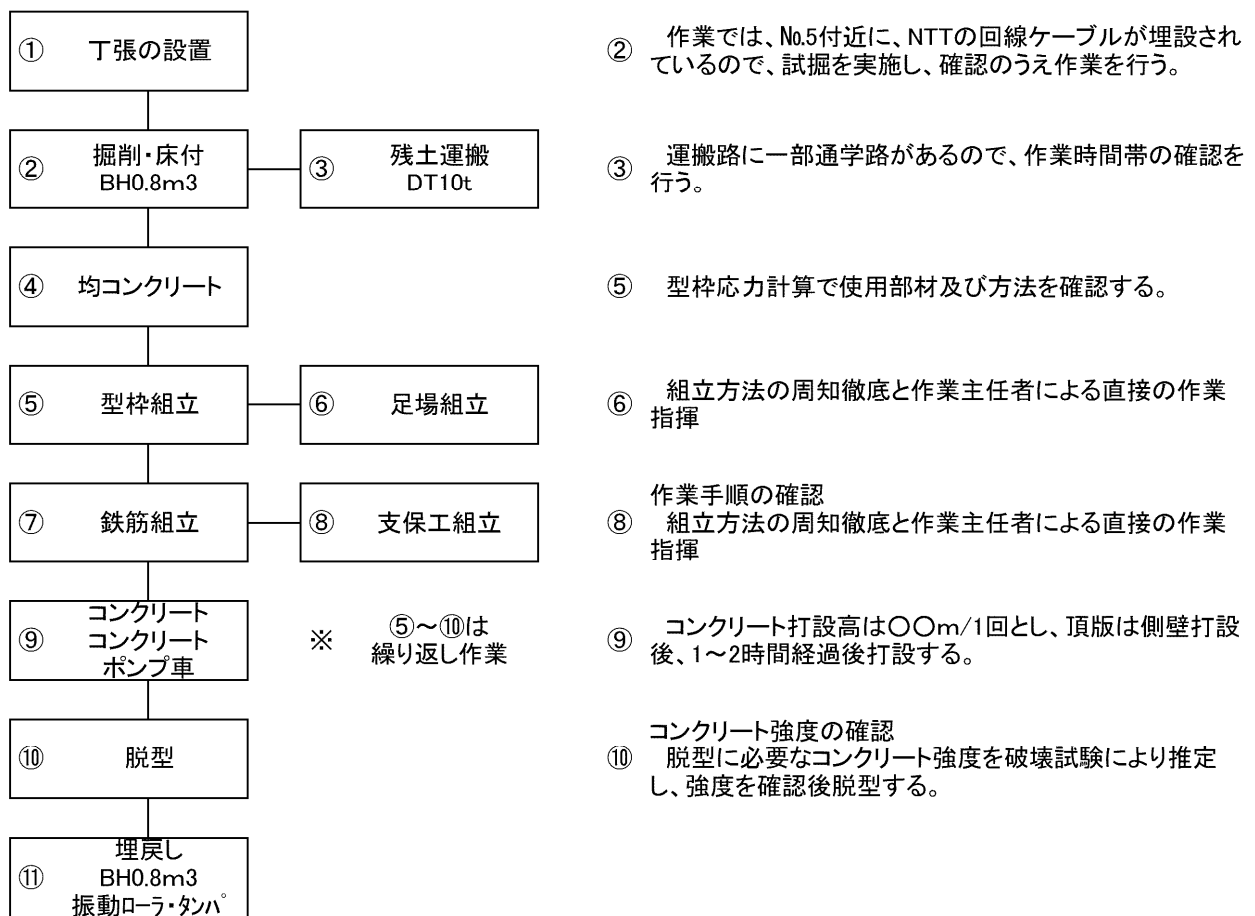 ① 丁張の設置
② 作業では、№5付近に、NTTの回線ケーブルが埋設され
ているので、試掘を実施し、確認のうえ作業を行う。
② 掘削・床付
BH0.8m3
③ 残土運搬
DT10t
③ 運搬路に一部通学路があるので、作業時間帯の確認を
行う。
④ 均コンクリート
⑤ 型枠応力計算で使用部材及び方法を確認する。
⑤ 型枠組立
⑥ 足場組立
⑥ 組立方法の周知徹底と作業主任者による直接の作業
指揮
⑦ 鉄筋組立
⑧ 支保工組立
作業手順の確認
⑧ 組立方法の周知徹底と作業主任者による直接の作業
指揮
コンクリート
⑨ コンクリート
ポンプ車
※ ⑤~⑩は
繰り返し作業
⑨ コンクリート打設高は〇〇m/1回とし、頂版は側壁打設
後、1~2時間経過後打設する。
⑩ 脱型
コンクリート強度の確認
⑩ 脱型に必要なコンクリート強度を破壊試験により推定
し、強度を確認後脱型する。
埋戻し
⑪ BH0.8m3
振動ローラ・タンパ